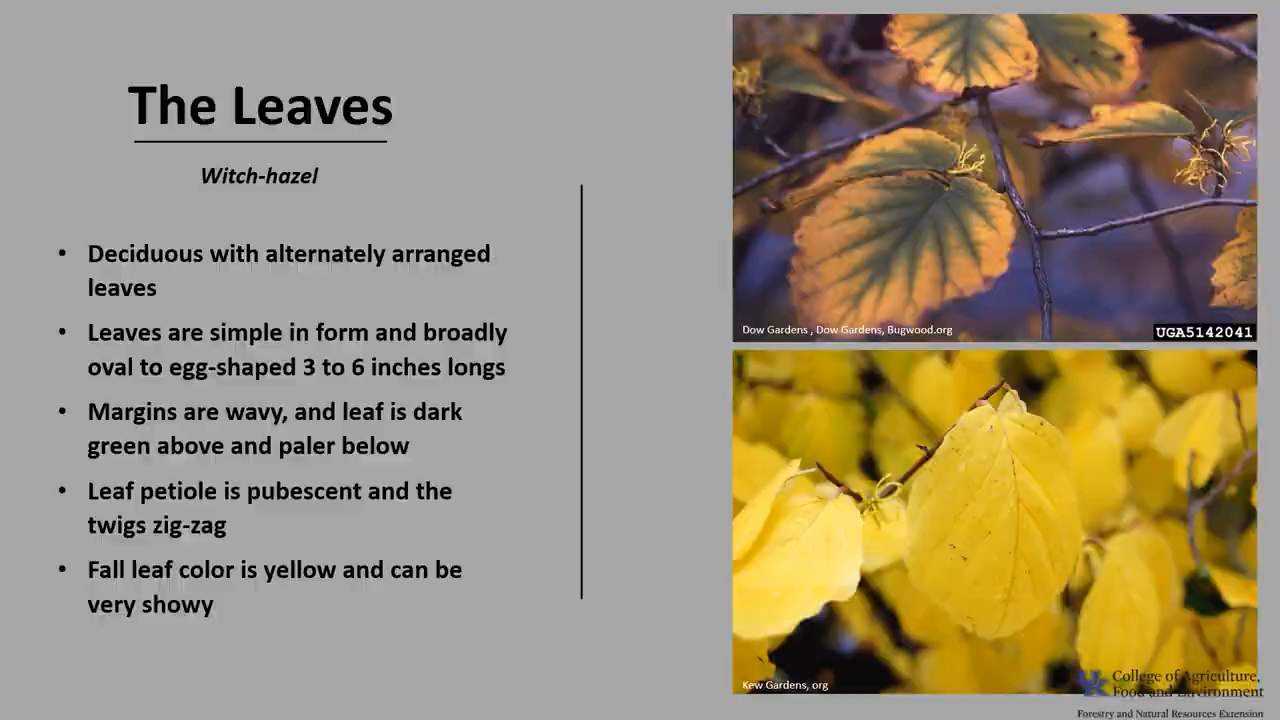 The Leaves
Witch-hazel
• Deciduous with alternately arranged
leaves
• Leaves are simple in form and broadly
oval to egg-shaped 3 to 6 inches longs
• Margins are wavy, and leaf is dark
green above and paler below
• Leaf petiole is pubescent and the
twigs zig-zag
• Fall leaf color is yellow and can be
very showy
Dow Gardens , Dow Gardens, Bugwood.org
UGA5142041
Kew Gardens, org
UK
College of Agriculture,
Food and Environment
Forestry and Natural Resources Extension